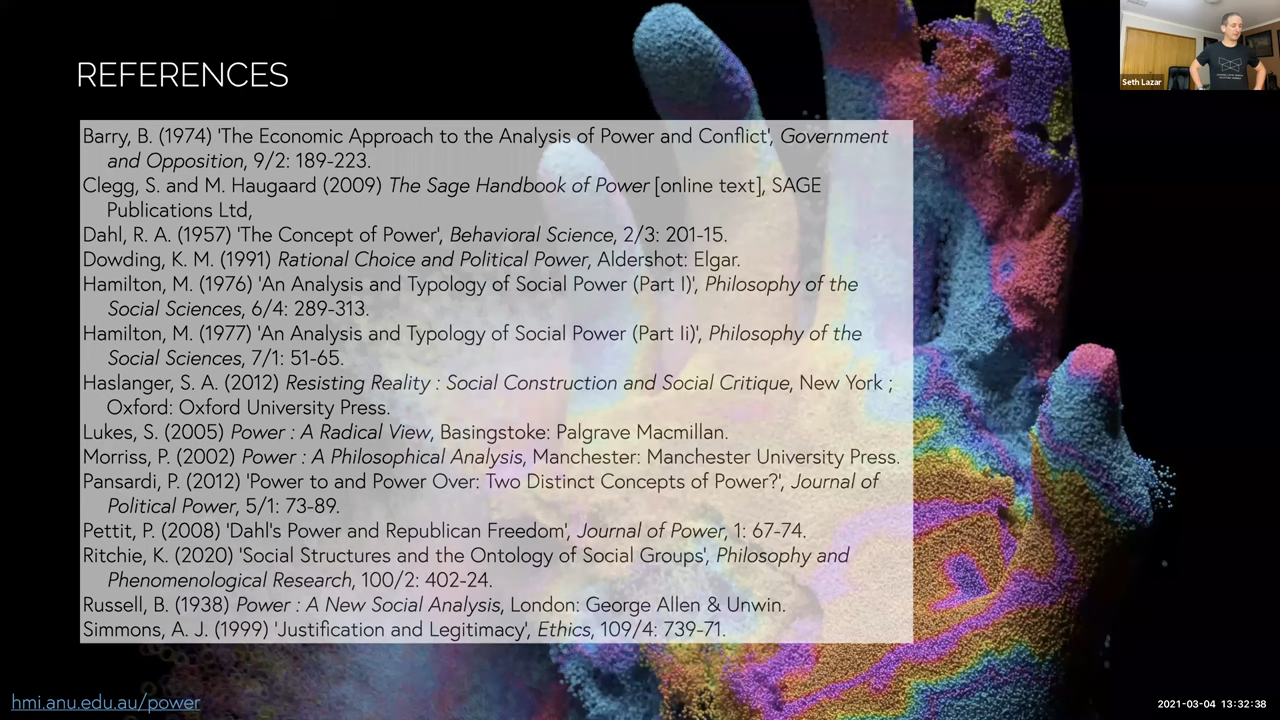 REFERENCES
Seth Lazar
Barry, B. (1974) 'The Economic Approach to the Analysis of Power and Conflict', Government
and Opposition, 9/2: 189-223.
Clegg, S. and M. Haugaard (2009) The Sage Handbook of Power [online text], SAGE
Publications Ltd,
Dahl, R. A. (1957) 'The Concept of Power', Behavioral Science, 2/3: 201-15.
Dowding, K. M. (1991) Rational Choice and Political Power, Aldershot: Elgar.
Hamilton, M. (1976) 'An Analysis and Typology of Social Power (Part I)', Philosophy of the
Social Sciences, 6/4: 289-313.
Hamilton, M. (1977) 'An Analysis and Typology of Social Power (Part Ii)', Philosophy of the
Social Sciences, 7/1: 51-65.
Haslanger, S. A. (2012) Resisting Reality : Social Construction and Social Critique, New York ;
Oxford: Oxford University Press.
Lukes, S. (2005) Power : A Radical View, Basingstoke: Palgrave Macmillan.
Morriss, P. (2002) Power : A Philosophical Analysis, Manchester: Manchester University Press.
Pansardi, P. (2012) 'Power to and Power Over: Two Distinct Concepts of Power?', Journal of
Political Power, 5/1: 73-89.
Pettit, P. (2008) 'Dahl's Power and Republican Freedom', Journal of Power, 1: 67-74.
Ritchie, K. (2020) 'Social Structures and the Ontology of Social Groups', Philosophy and
Phenomenological Research, 100/2: 402-24.
Russell, B. (1938) Power : A New Social Analysis, London: George Allen & Unwin.
Simmons, A. J. (1999) 'Justification and Legitimacy', Ethics, 109/4: 739-71.
hmi.anu.edu.au/power
2021-03-04 13:32:38